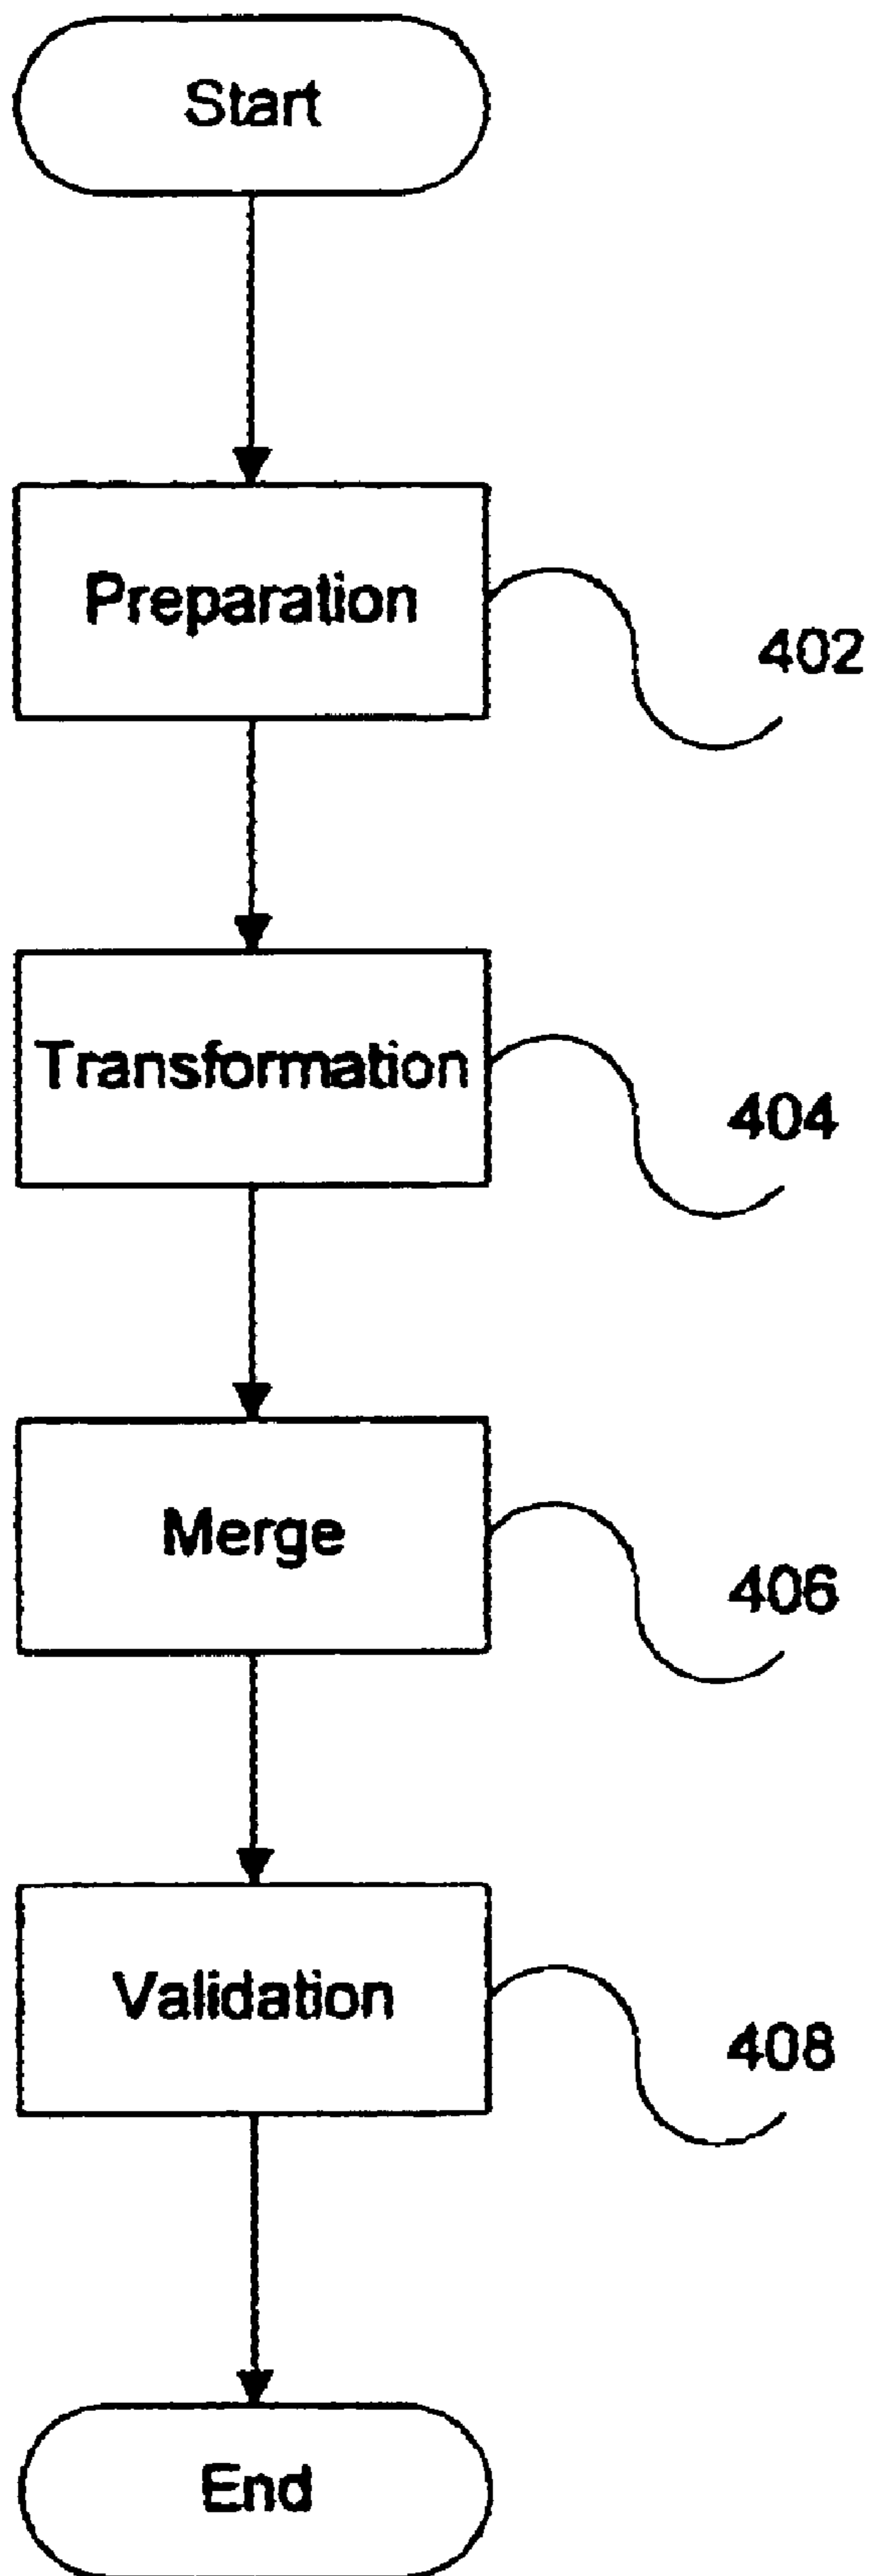 Start
Preparation
402
Transformation
404
Merge
406
Validation
408
End